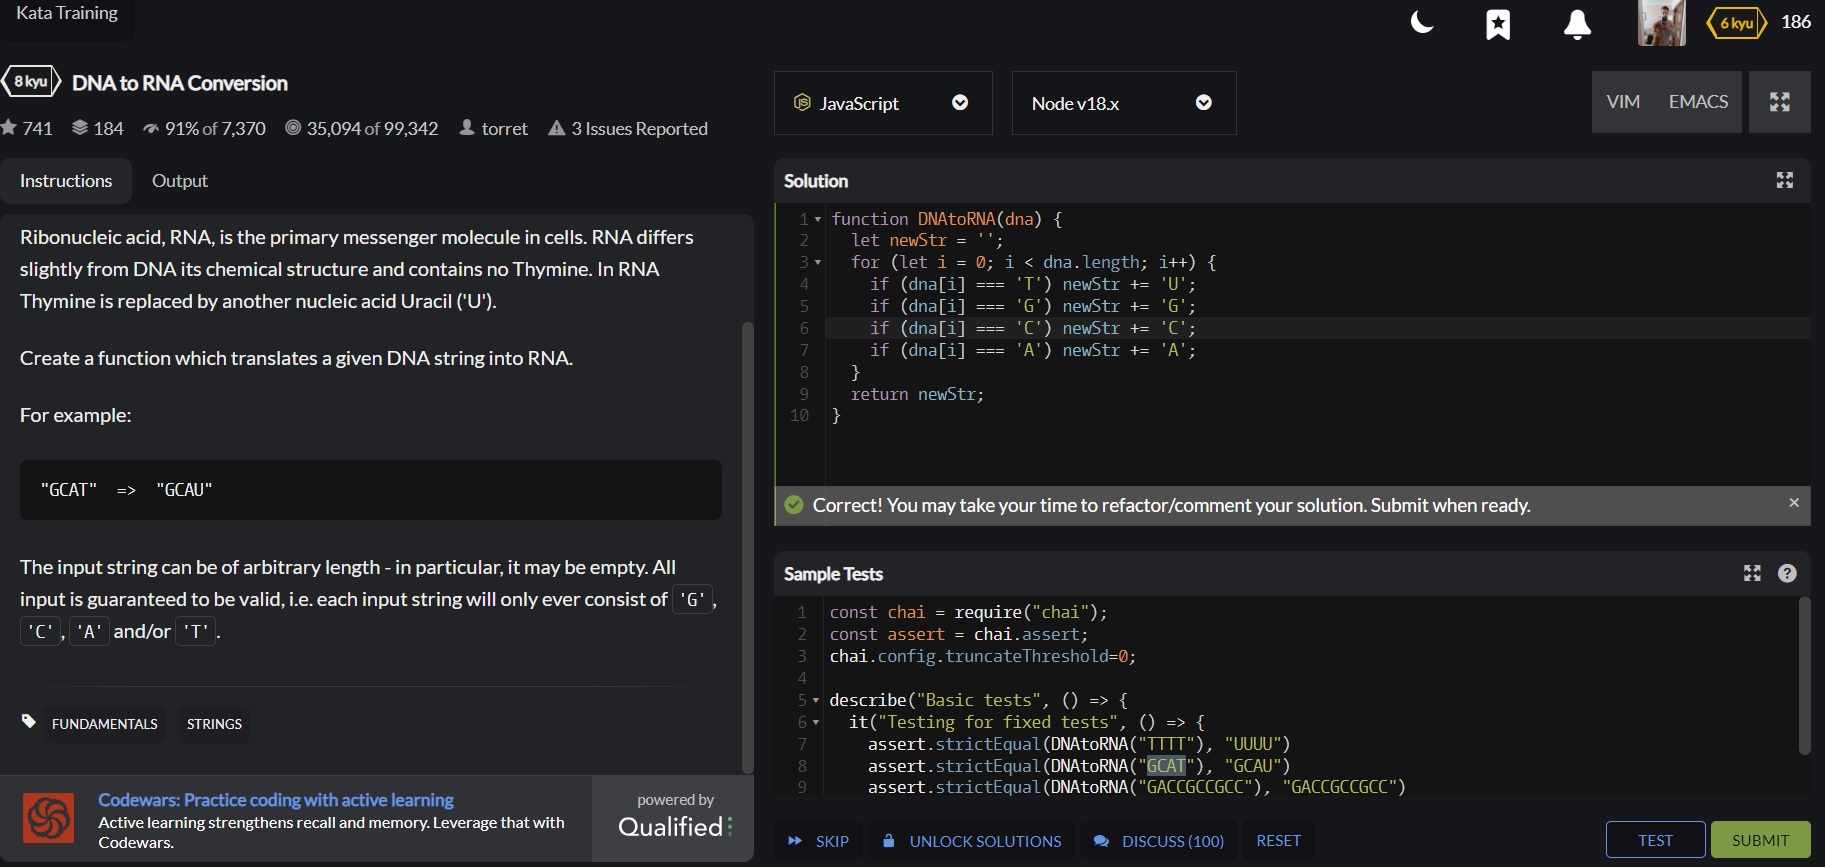 Kata Training
6 kyu 186
8 kyu DNA to RNA Conversion
741 184 91% of 7,370 35,094 of 99,342 torret 3 Issues Reported
Instructions Output
Ribonucleic acid, RNA, is the primary messenger molecule in cells. RNA differs
slightly from DNA its chemical structure and contains no Thymine. In RNA
Thymine is replaced by another nucleic acid Uracil ('U').
Create a function which translates a given DNA string into RNA.
For example:
"GCAT"  =>  "GCAU"
The input string can be of arbitrary length - in particular, it may be empty. All
input is guaranteed to be valid, i.e. each input string will only ever consist of 'G',
'C', 'A' and/or 'T'.
FUNDAMENTALS STRINGS
Codewars: Practice coding with active learning
Active learning strengthens recall and memory. Leverage that with
Codewars.
powered by
Qualified
JS JavaScript Node v18.x VIM EMACS
Solution
1 function DNAtoRNA(dna) {
2   let newStr = '';
3   for (let i = 0; i < dna.length; i++) {
4     if (dna[i] === 'T') newStr += 'U';
5     if (dna[i] === 'G') newStr += 'G';
6     if (dna[i] === 'C') newStr += 'C';
7     if (dna[i] === 'A') newStr += 'A';
8   }
9   return newStr;
10 }
Correct! You may take your time to refactor/comment your solution. Submit when ready. ×
Sample Tests ?
1 const chai = require("chai");
2 const assert = chai.assert;
3 chai.config.truncateThreshold=0;
4
5 describe("Basic tests", () => {
6   it("Testing for fixed tests", () => {
7     assert.strictEqual(DNAtoRNA("TTTT"), "UUUU")
8     assert.strictEqual(DNAtoRNA("GCAT"), "GCAU")
9     assert.strictEqual(DNAtoRNA("GACCGCCGCC"), "GACCGCCGCC")
SKIP UNLOCK SOLUTIONS DISCUSS (100) RESET TEST SUBMIT